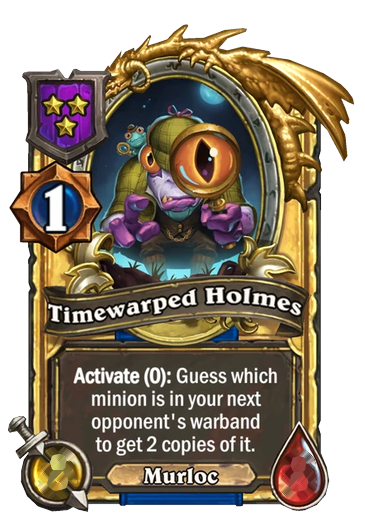 1
Timewarped Holmes
Activate (0): Guess which
minion is in your next
opponent's warband
to get 2 copies of it.
Murloc